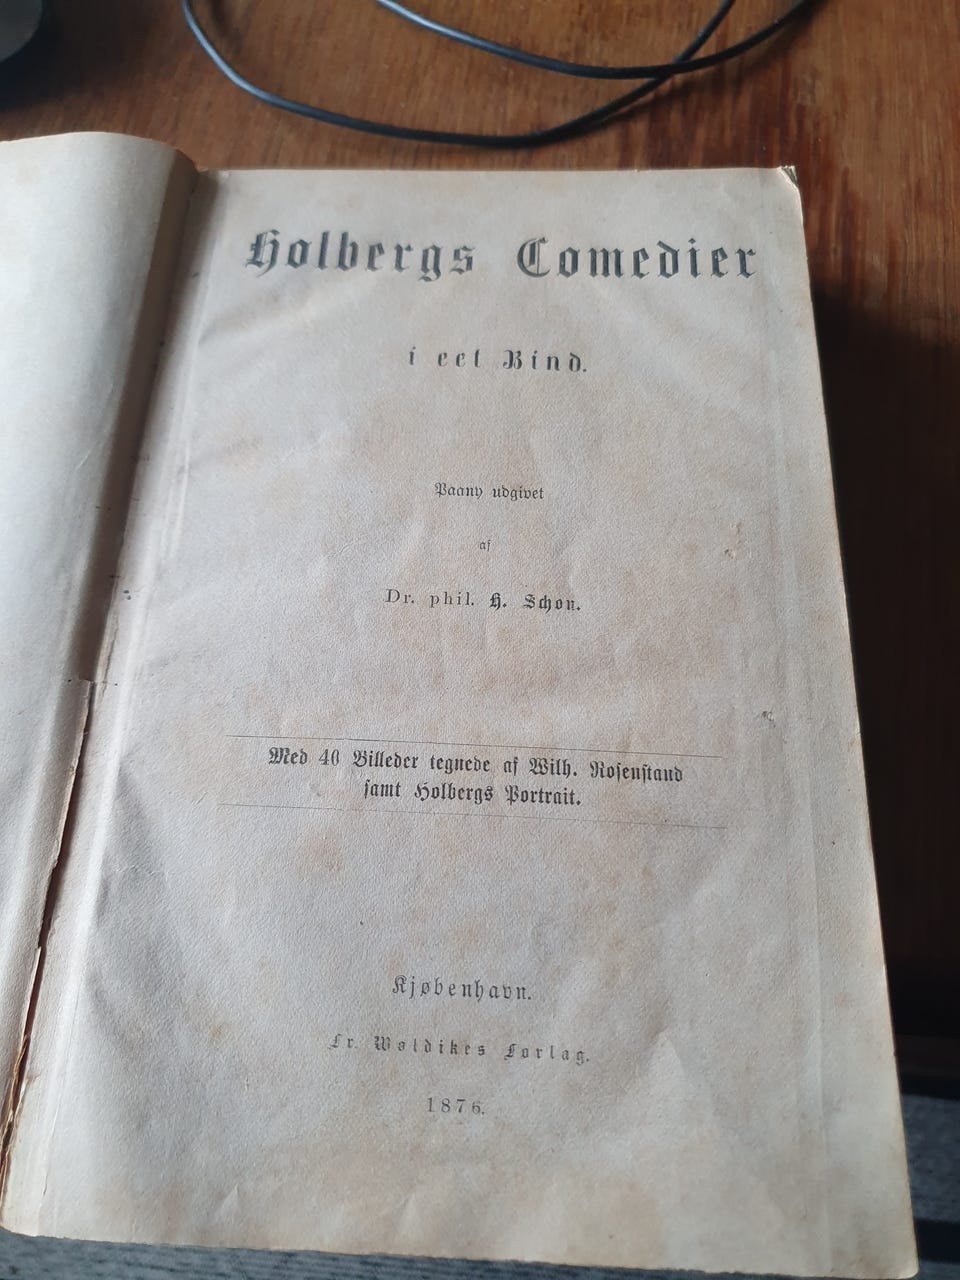 Holbergs Comedier
i eet Bind.
Paany udgivet
af
Dr. phil. H. Schou.
Med 40 Billeder tegnede af Wilh. Rosenstand
samt Holbergs Portrait.
Kjøbenhavn.
Fr. Wøldikes Forlag.
1876.